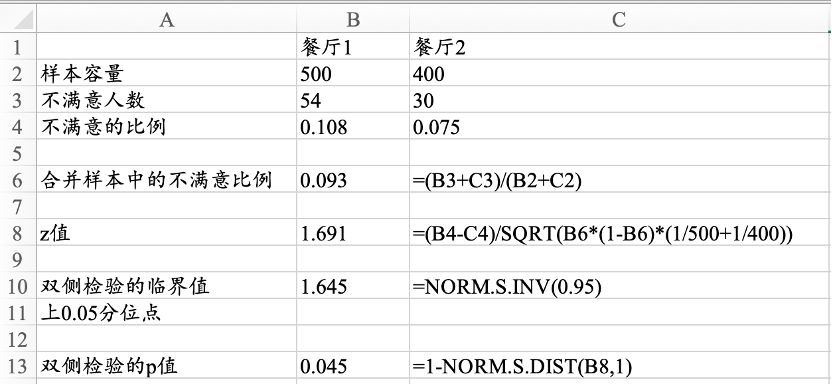 A B C
1 餐厅1 餐厅2
2 样本容量 500 400
3 不满意人数 54 30
4 不满意的比例 0.108 0.075
5
6 合并样本中的不满意比例 0.093 =(B3+C3)/(B2+C2)
7
8 z值 1.691 =(B4-C4)/SQRT(B6*(1-B6)*(1/500+1/400))
9
10 双侧检验的临界值 1.645 =NORM.S.INV(0.95)
11 上0.05分位点
12
13 双侧检验的p值 0.045 =1-NORM.S.DIST(B8,1)